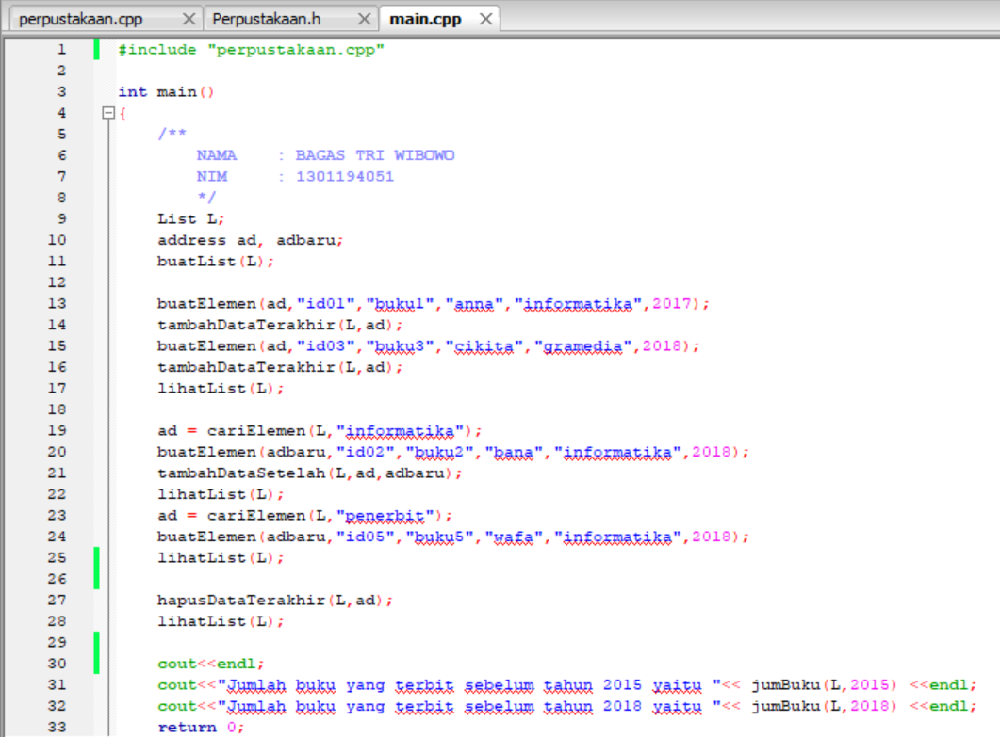 perpustakaan.cpp Perpustakaan.h main.cpp
1 #include "perpustakaan.cpp"
2
3 int main()
4 {
5 /**
6 NAMA : BAGAS TRI WIBOWO
7 NIM : 1301194051
8 */
9 List L;
10 address ad, adbaru;
11 buatList(L);
12
13 buatElemen(ad,"id01","buku1","anna","informatika",2017);
14 tambahDataTerakhir(L,ad);
15 buatElemen(ad,"id03","buku3","cikita","gramedia",2018);
16 tambahDataTerakhir(L,ad);
17 lihatList(L);
18
19 ad = cariElemen(L,"informatika");
20 buatElemen(adbaru,"id02","buku2","bana","informatika",2018);
21 tambahDataSetelah(L,ad,adbaru);
22 lihatList(L);
23 ad = cariElemen(L,"penerbit");
24 buatElemen(adbaru,"id05","buku5","wafa","informatika",2018);
25 lihatList(L);
26
27 hapusDataTerakhir(L,ad);
28 lihatList(L);
29
30 cout<<endl;
31 cout<<"Jumlah buku yang terbit sebelum tahun 2015 yaitu "<< jumBuku(L,2015) <<endl;
32 cout<<"Jumlah buku yang terbit sebelum tahun 2018 yaitu "<< jumBuku(L,2018) <<endl;
33 return 0;